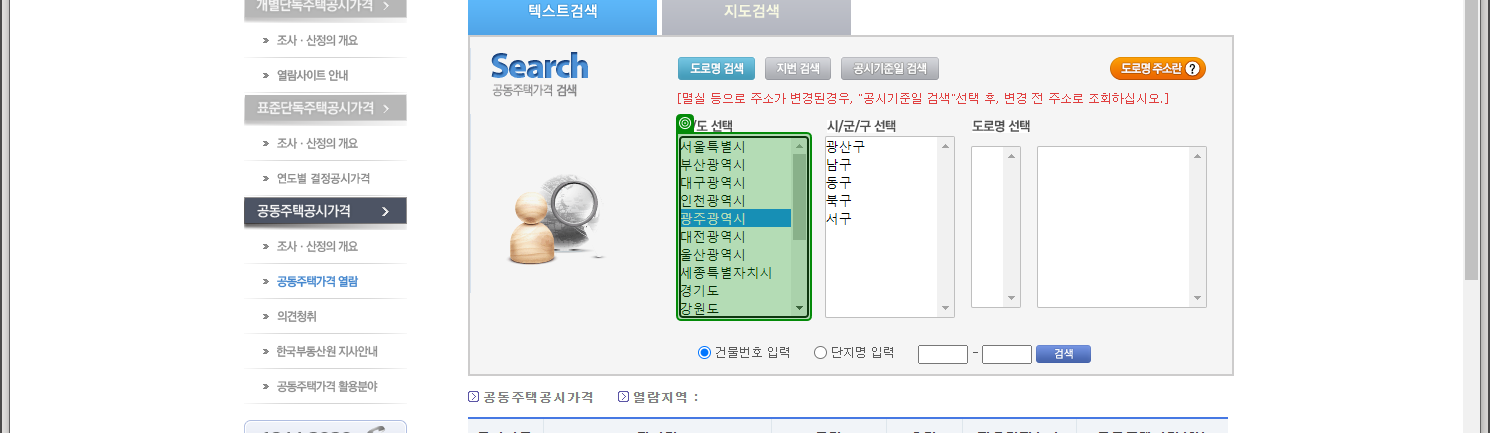 개별단독주택공시가격
조사 · 산정의 개요
열람사이트 안내
표준단독주택공시가격
조사 · 산정의 개요
연도별 결정공시가격
공동주택공시가격
조사 · 산정의 개요
공동주택가격 열람
의견청취
한국부동산원 지사안내
공동주택가격 활용분야
텍스트검색
지도검색
Search
공동주택가격 검색
도로명 검색
지번 검색
공시기준일 검색
도로명 주소란 ?
[멸실 등으로 주소가 변경된경우, "공시기준일 검색"선택 후, 변경 전 주소로 조회하십시오.]
/도 선택
서울특별시
부산광역시
대구광역시
인천광역시
광주광역시
대전광역시
울산광역시
세종특별자치시
경기도
강원도
시/군/구 선택
광산구
남구
동구
북구
서구
도로명 선택
건물번호 입력
단지명 입력
-
검색
공동주택공시가격
열람지역 :